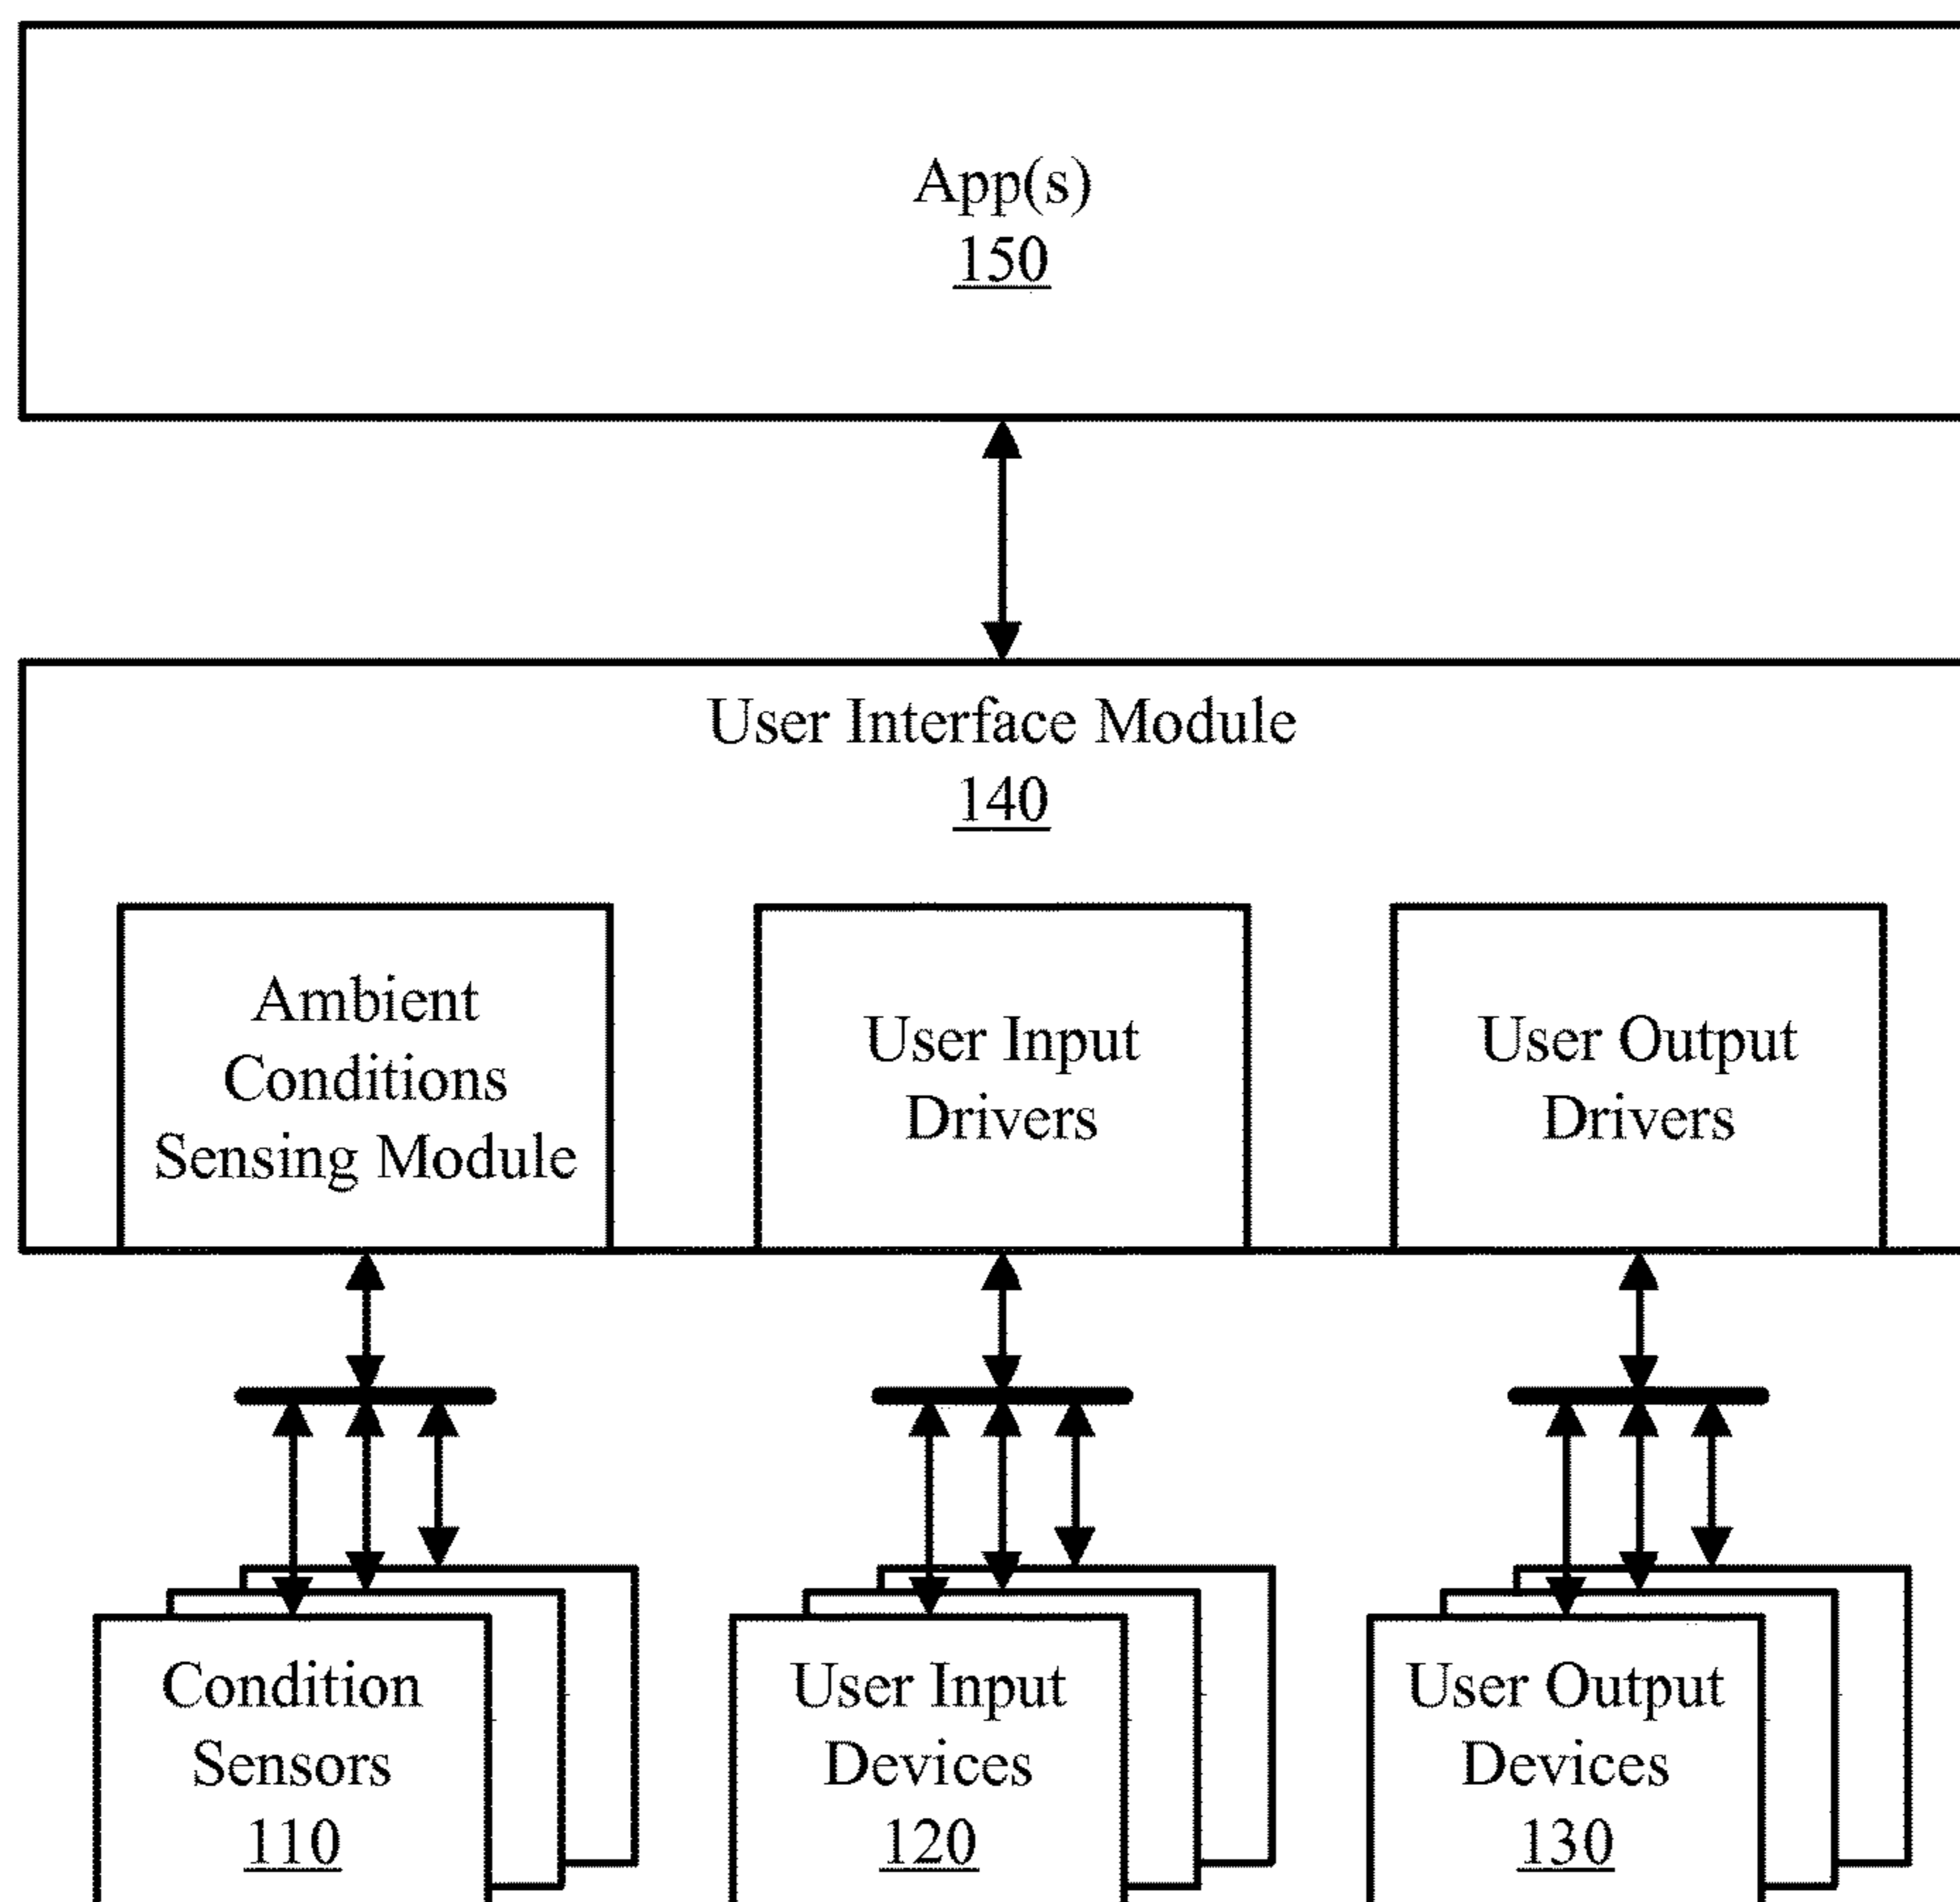 App(s)
150
User Interface Module
140
Ambient
Conditions
Sensing Module
User Input
Drivers
User Output
Drivers
Condition
Sensors
110
User Input
Devices
120
User Output
Devices
130